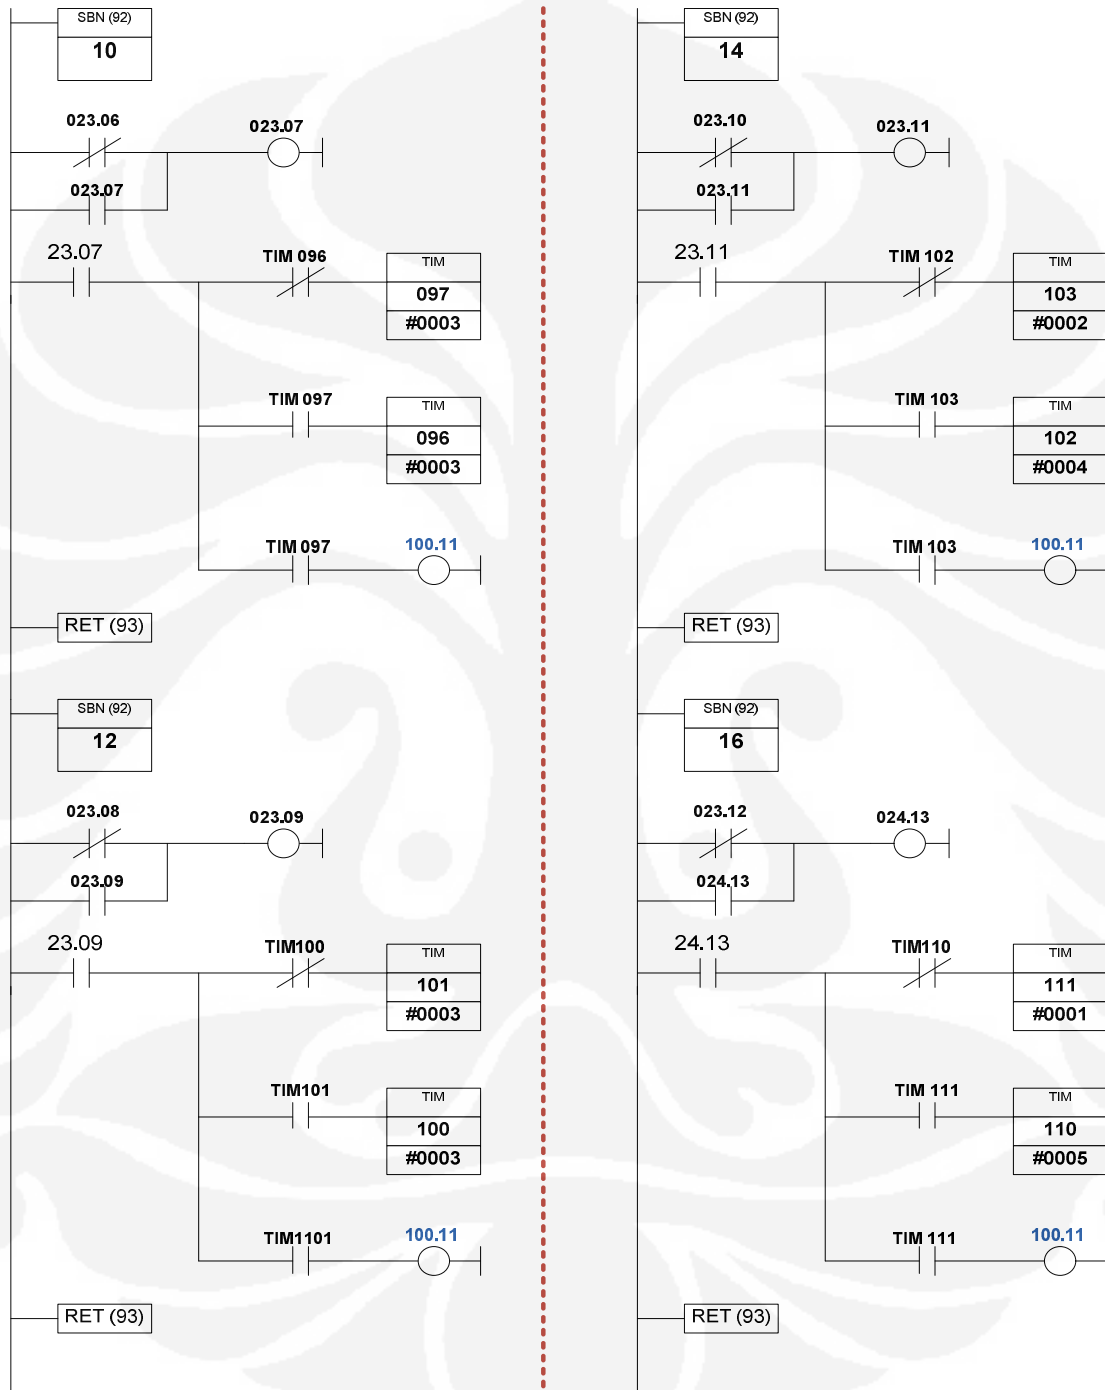 SBN (92)
10
023.06
023.07
023.07
23.07
TIM 096
TIM
097
#0003
TIM 097
TIM
096
#0003
TIM 097
100.11
RET (93)
SBN (92)
12
023.08
023.09
023.09
23.09
TIM100
TIM
101
#0003
TIM101
TIM
100
#0003
TIM1101
100.11
RET (93)
SBN (92)
14
023.10
023.11
023.11
23.11
TIM 102
TIM
103
#0002
TIM 103
TIM
102
#0004
TIM 103
100.11
RET (93)
SBN (92)
16
023.12
024.13
024.13
24.13
TIM110
TIM
111
#0001
TIM 111
TIM
110
#0005
TIM 111
100.11
RET (93)